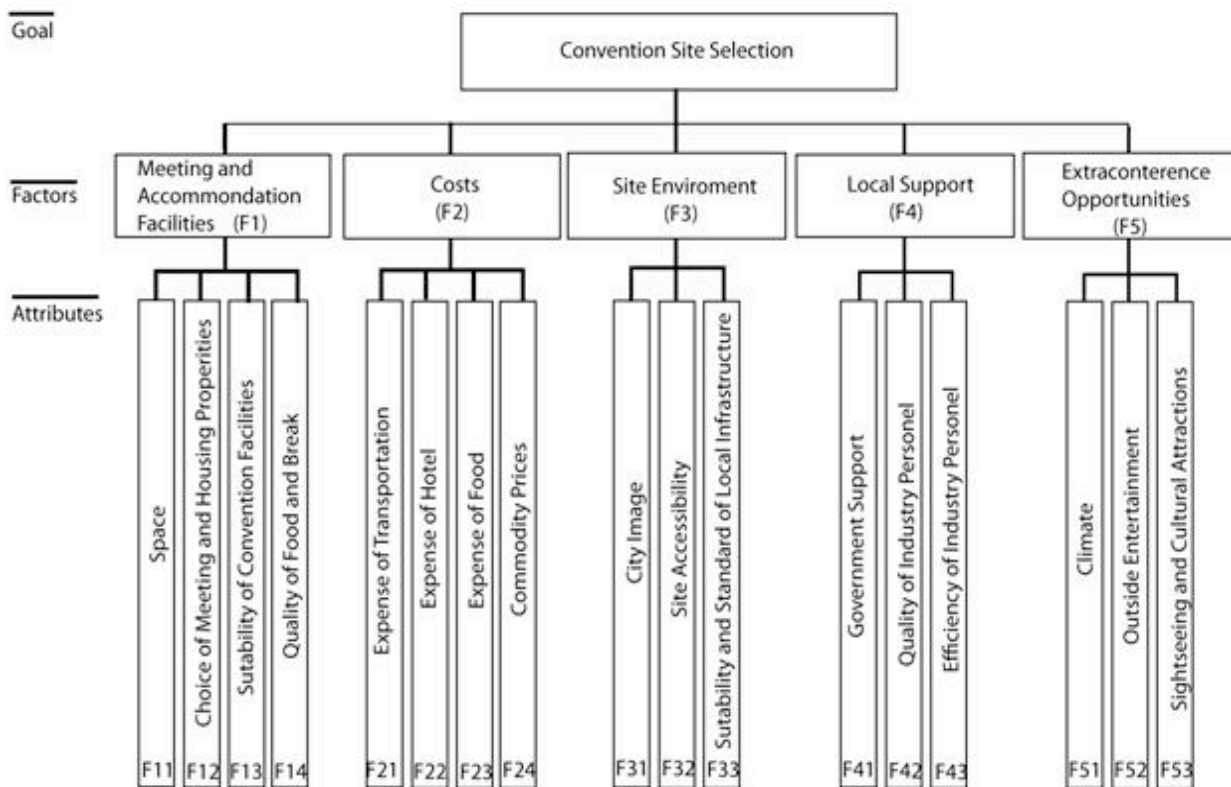 Goal
Convention Site Selection
Factors
Meeting and
Accommondation
Facilities (F1)
Costs
(F2)
Site Enviroment
(F3)
Local Support
(F4)
Extraconterence
Opportunities
(F5)
Attributes
Space
F11
Choice of Meeting and Housing Properities
F12
Sutability of Convention Facilities
F13
Quality of Food and Break
F14
Expense of Transportation
F21
Expense of Hotel
F22
Expense of Food
F23
Commodity Prices
F24
City Image
F31
Site Accessibility
F32
Sutability and Standard of Local Infrastructure
F33
Government Support
F41
Quality of Industry Personel
F42
Efficiency of Industry Personel
F43
Climate
F51
Outside Entertainment
F52
Sightseeing and Cultural Attractions
F53